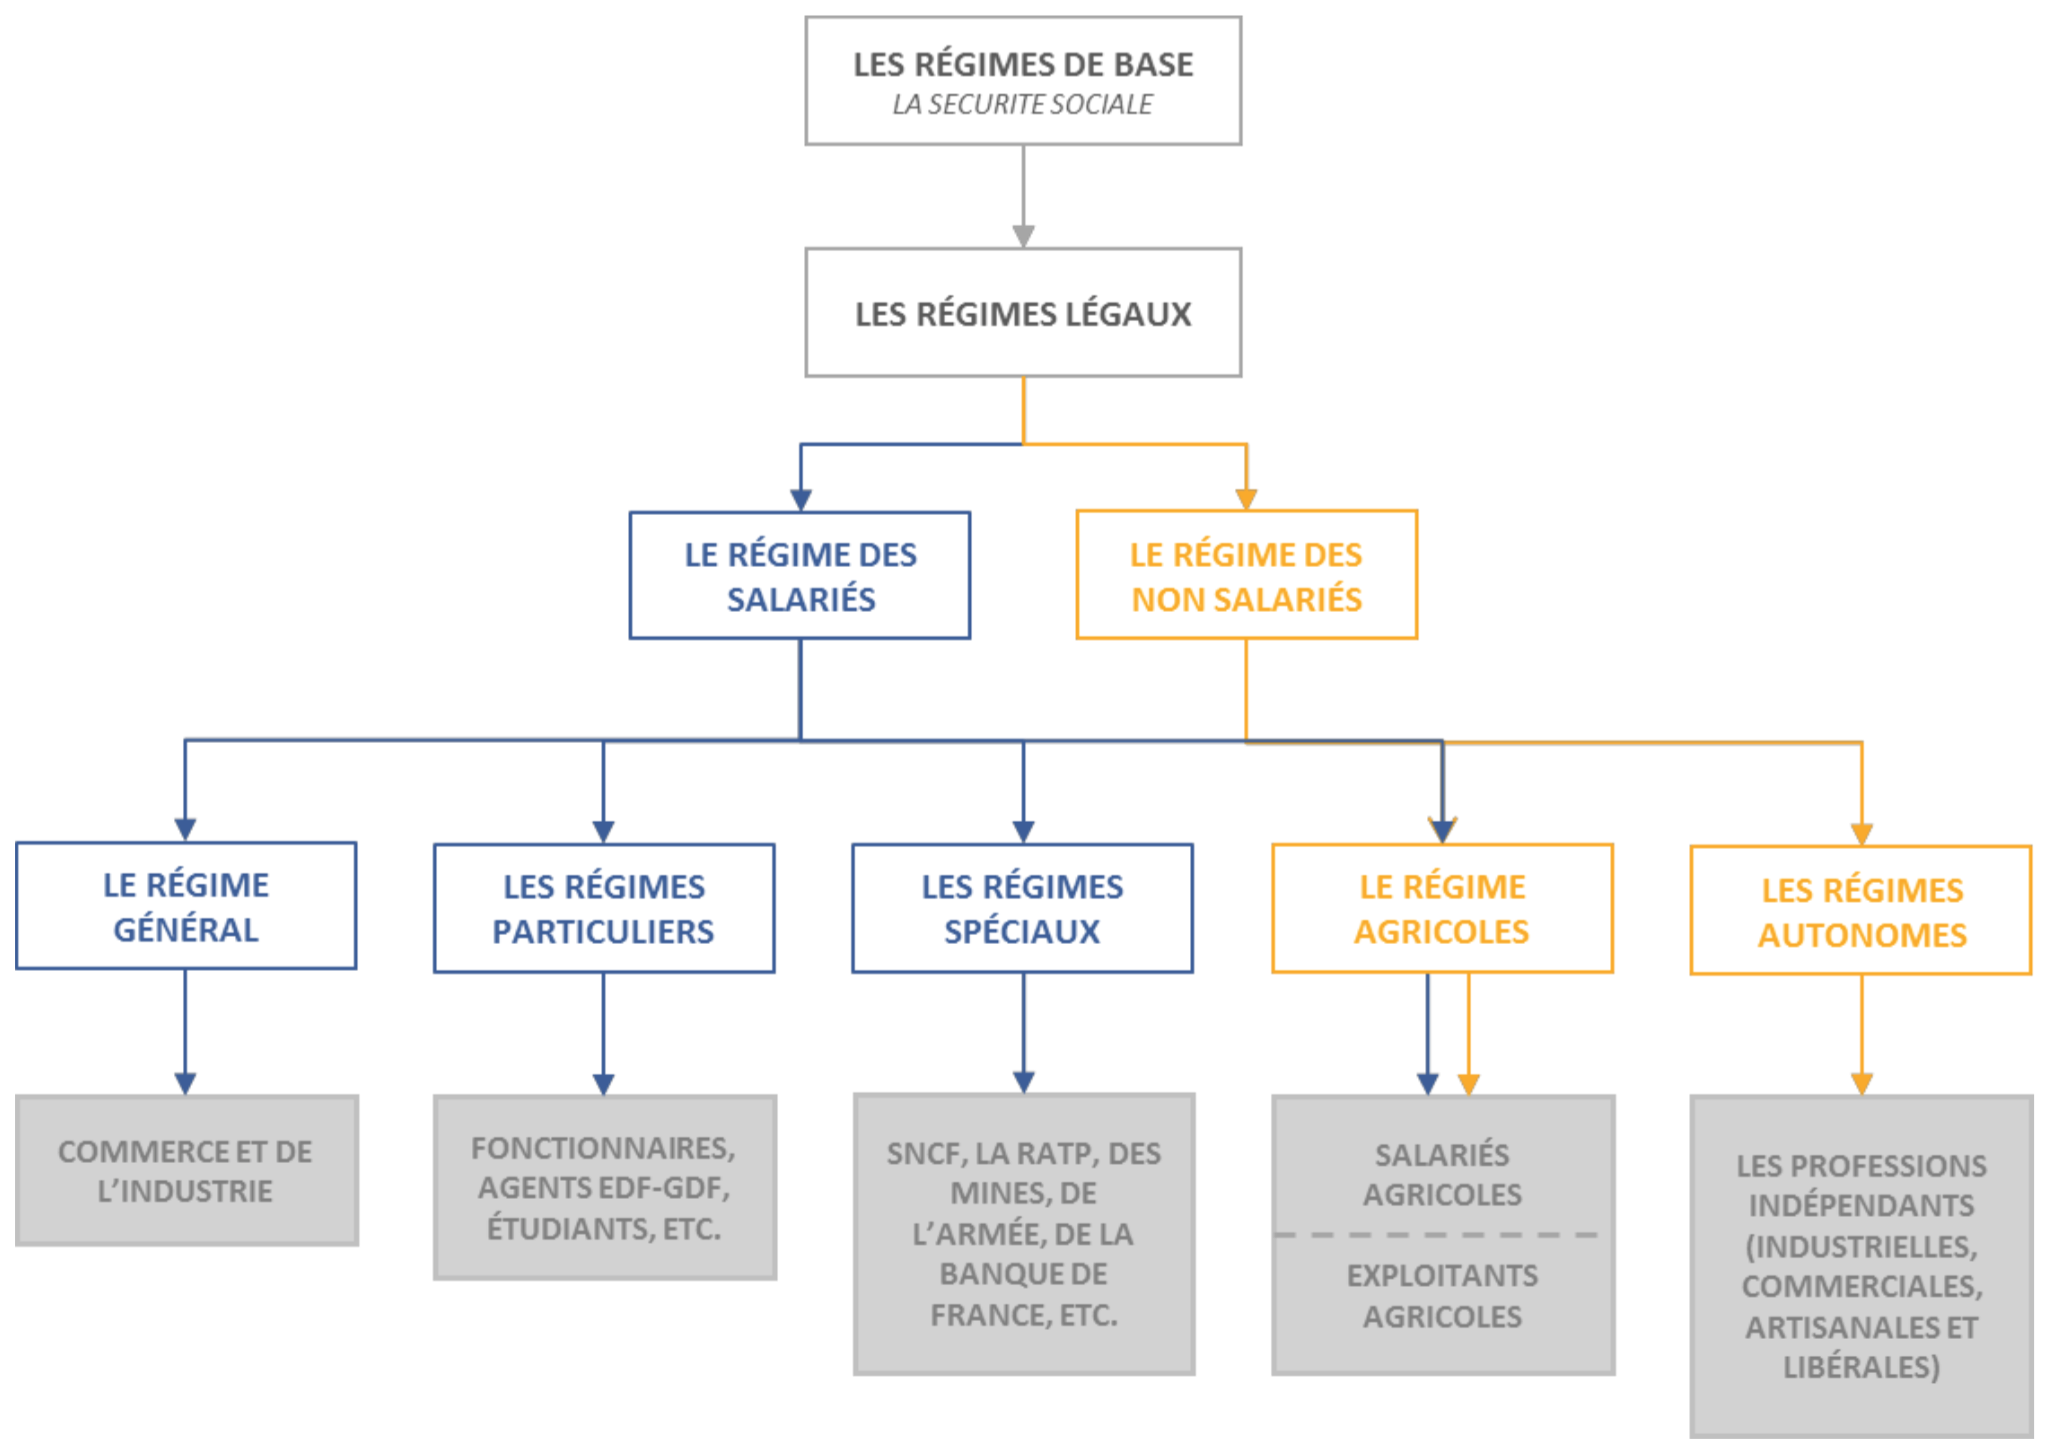 LES RÉGIMES DE BASE
LA SECURITE SOCIALE
LES RÉGIMES LÉGAUX
LE RÉGIME DES
SALARIÉS
LE RÉGIME DES
NON SALARIÉS
LE RÉGIME
GÉNÉRAL
LES RÉGIMES
PARTICULIERS
LES RÉGIMES
SPÉCIAUX
LE RÉGIME
AGRICOLES
LES RÉGIMES
AUTONOMES
COMMERCE ET DE
L’INDUSTRIE
FONCTIONNAIRES,
AGENTS EDF-GDF,
ÉTUDIANTS, ETC.
SNCF, LA RATP, DES
MINES, DE
L’ARMÉE, DE LA
BANQUE DE
FRANCE, ETC.
SALARIÉS
AGRICOLES
EXPLOITANTS
AGRICOLES
LES PROFESSIONS
INDÉPENDANTS
(INDUSTRIELLES,
COMMERCIALES,
ARTISANALES ET
LIBÉRALES)